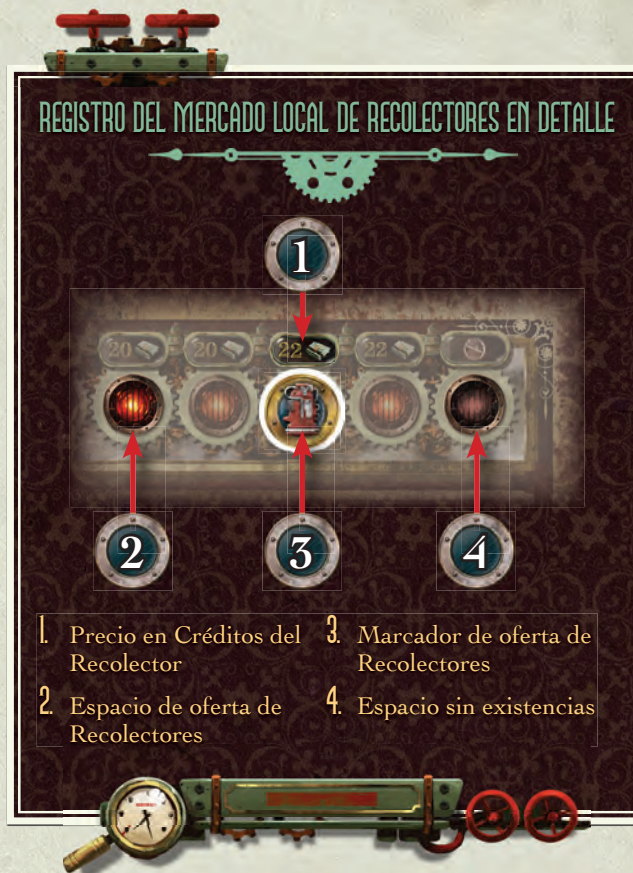 REGISTRO DEL MERCADO LOCAL DE RECOLECTORES EN DETALLE
1
20 20 22 22
2 3 4
1. Precio en Créditos del
Recolector
2. Espacio de oferta de
Recolectores
3. Marcador de oferta de
Recolectores
4. Espacio sin existencias